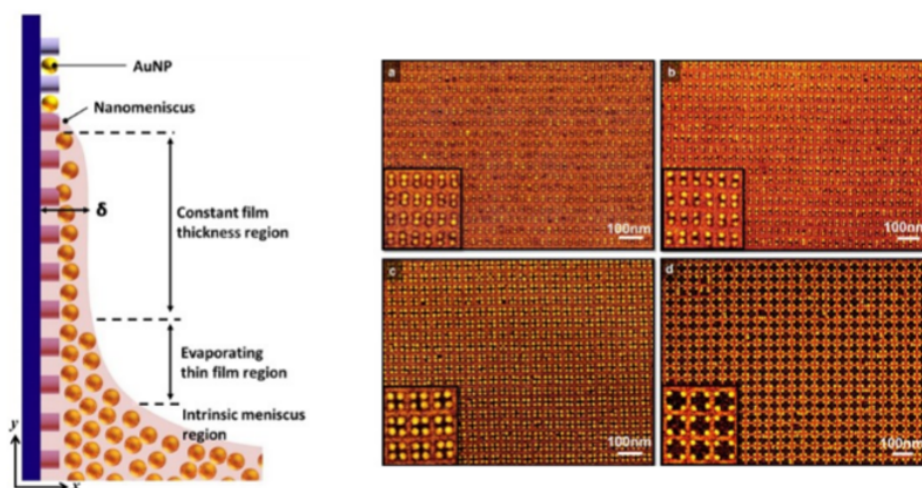 AuNP
Nanomeniscus
δ
Constant film
thickness region
Evaporating
thin film region
Intrinsic meniscus
region
y
x
a
100nm
b
100nm
c
100nm
d
100nm